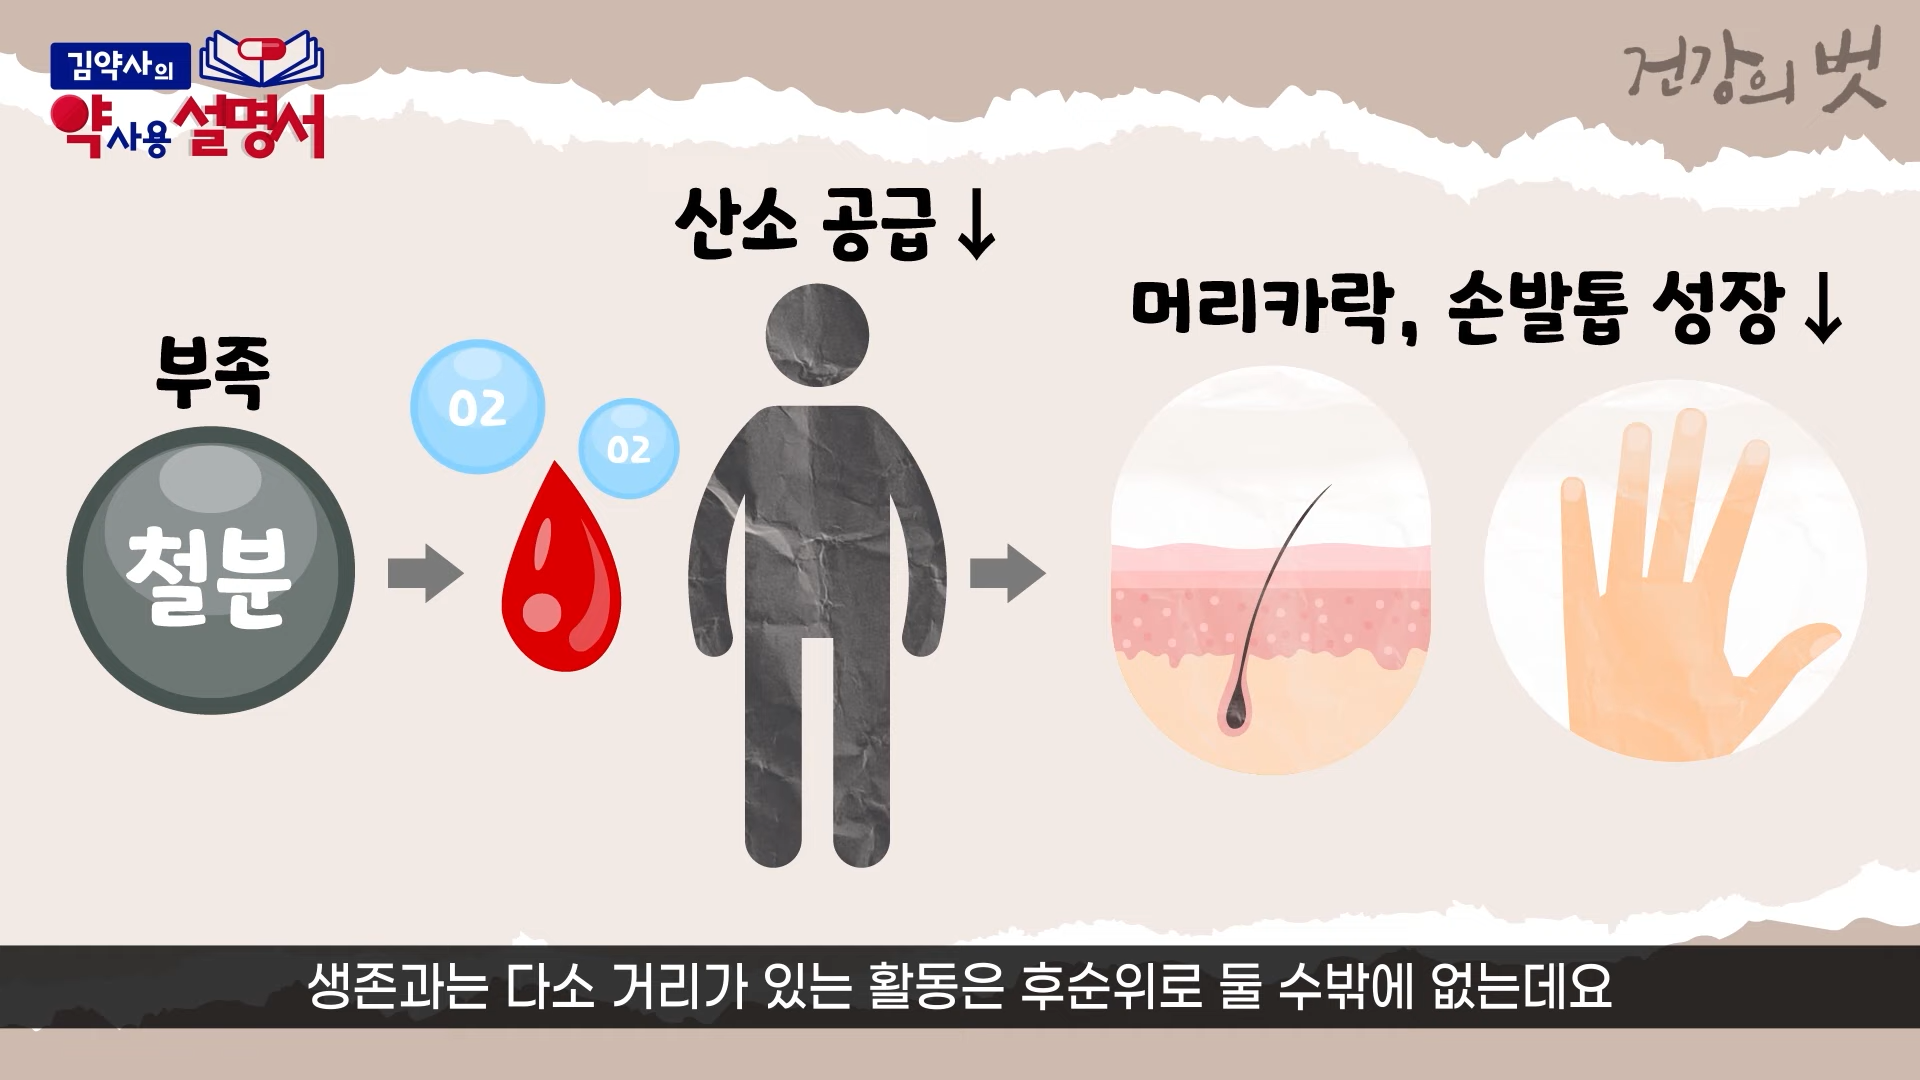 김약사의
약사용설명서
건강의 벗
산소 공급↓
머리카락, 손발톱 성장↓
부족
철분
O2
O2
생존과는 다소 거리가 있는 활동은 후순위로 둘 수밖에 없는데요